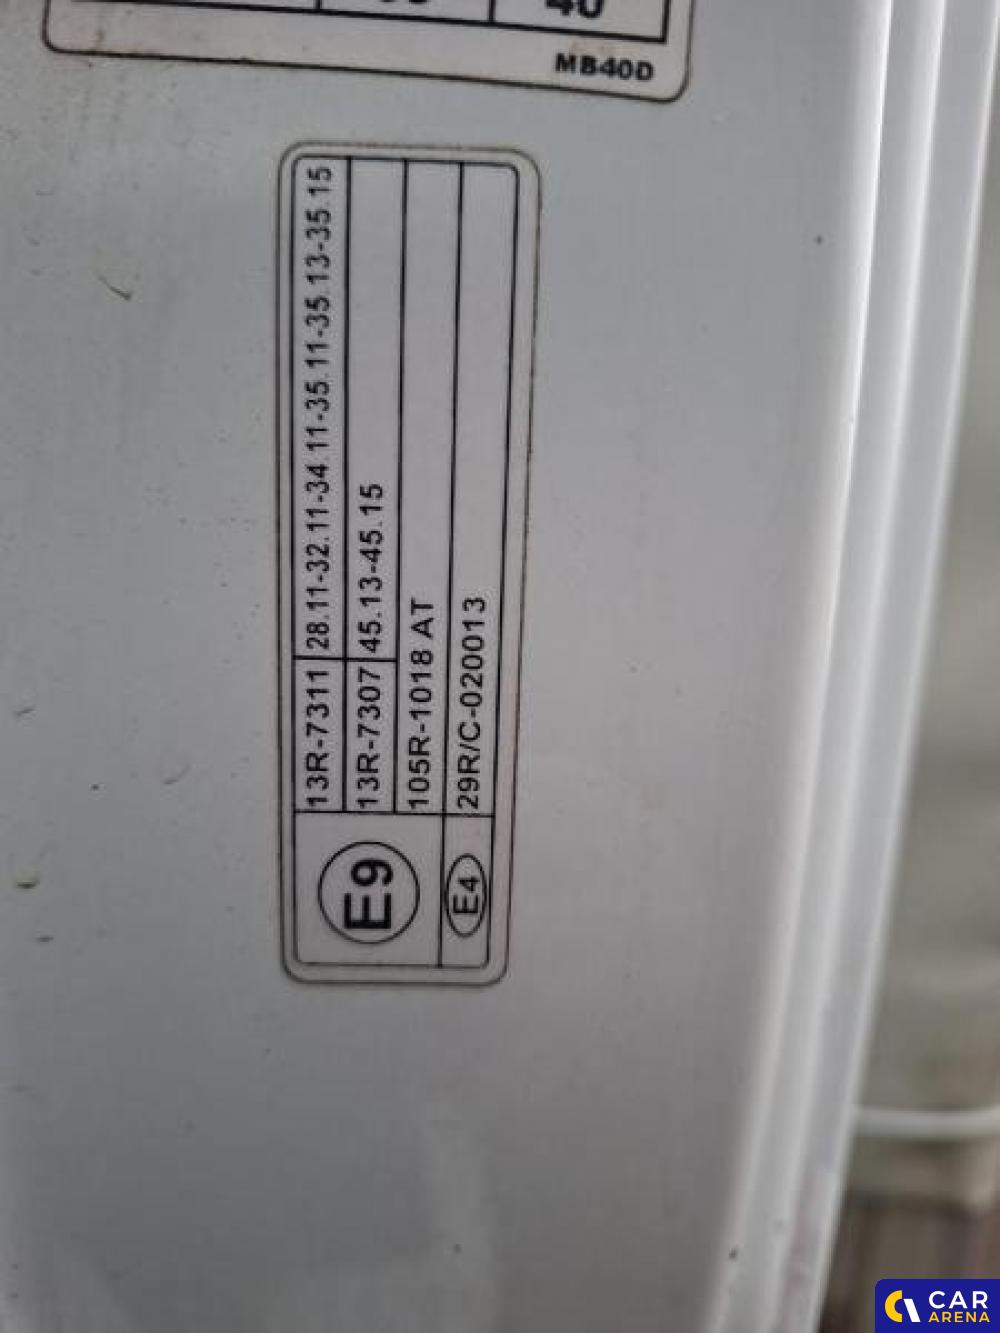 40
MB40D
E9
13R-7311 28.11-32.11-34.11-35.11-35.13-35.15
13R-7307 45.13-45.15
105R-1018 AT
E4
29R/C-020013
CAR
ARENA